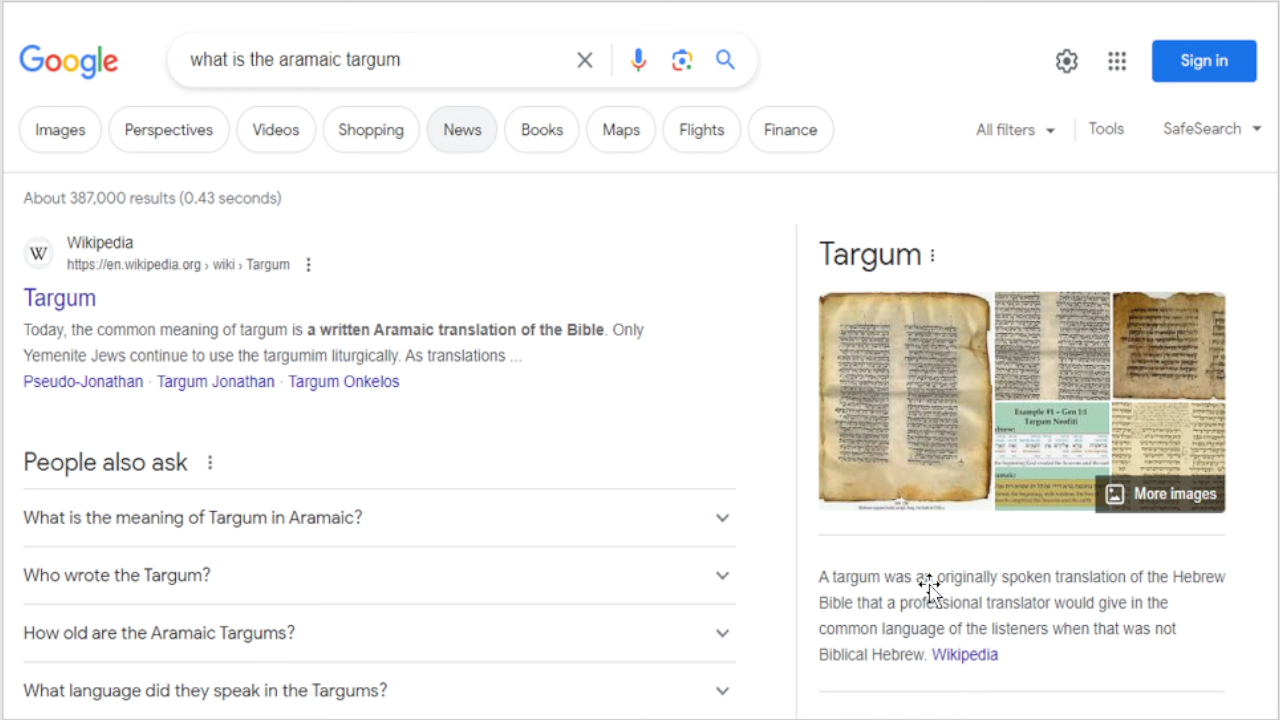 Google
what is the aramaic targum
Sign in
Images
Perspectives
Videos
Shopping
News
Books
Maps
Flights
Finance
All filters
Tools
SafeSearch
About 387,000 results (0.43 seconds)
W
Wikipedia
https://en.wikipedia.org › wiki › Targum
Targum
Today, the common meaning of targum is a written Aramaic translation of the Bible. Only
Yemenite Jews continue to use the targumim liturgically. As translations ...
Pseudo-Jonathan · Targum Jonathan · Targum Onkelos
People also ask
What is the meaning of Targum in Aramaic?
Who wrote the Targum?
How old are the Aramaic Targums?
What language did they speak in the Targums?
Targum
Example #1 – Gen 1:1
Targum Neofiti
More images
A targum was an originally spoken translation of the Hebrew
Bible that a professional translator would give in the
common language of the listeners when that was not
Biblical Hebrew. Wikipedia